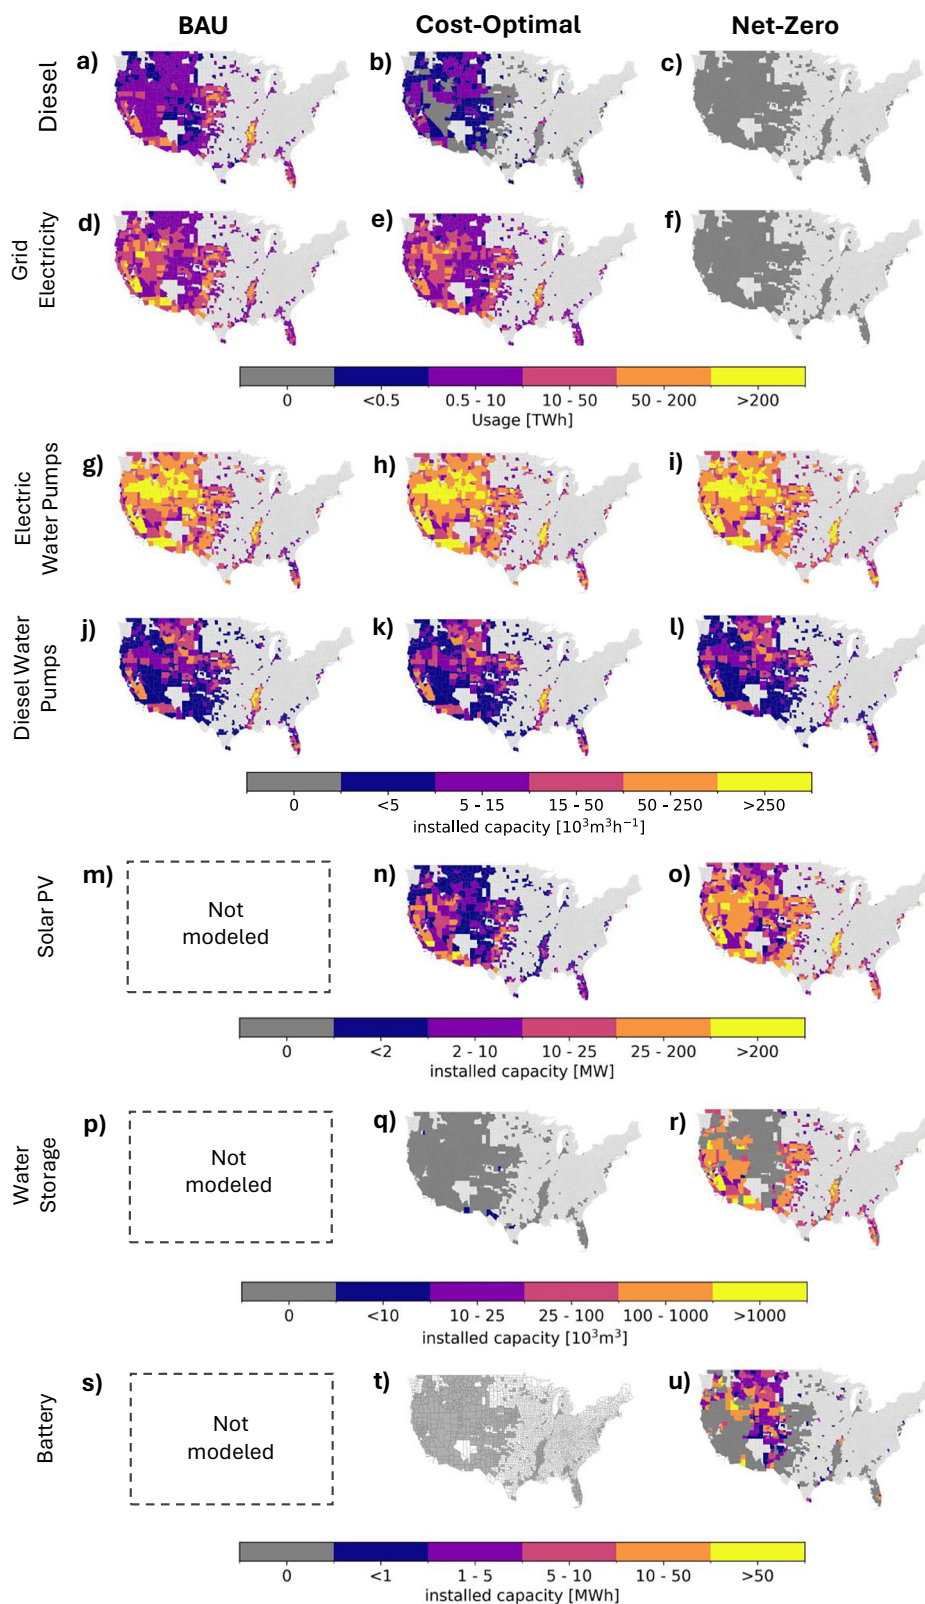 BAU Cost-Optimal Net-Zero
Diesel
a) b) c)
Grid
Electricity
d) e) f)
0 <0.5 0.5 - 10 10 - 50 50 - 200 >200
Usage [TWh]
Electric
Water Pumps
g) h) i)
Diesel Water
Pumps
j) k) l)
0 <5 5 - 15 15 - 50 50 - 250 >250
installed capacity [10³m³h⁻¹]
Solar PV
m) n) o)
Not
modeled
0 <2 2 - 10 10 - 25 25 - 200 >200
installed capacity [MW]
Water
Storage
p) q) r)
Not
modeled
0 <10 10 - 25 25 - 100 100 - 1000 >1000
installed capacity [10³m³]
Battery
s) t) u)
Not
modeled
0 <1 1 - 5 5 - 10 10 - 50 >50
installed capacity [MWh]